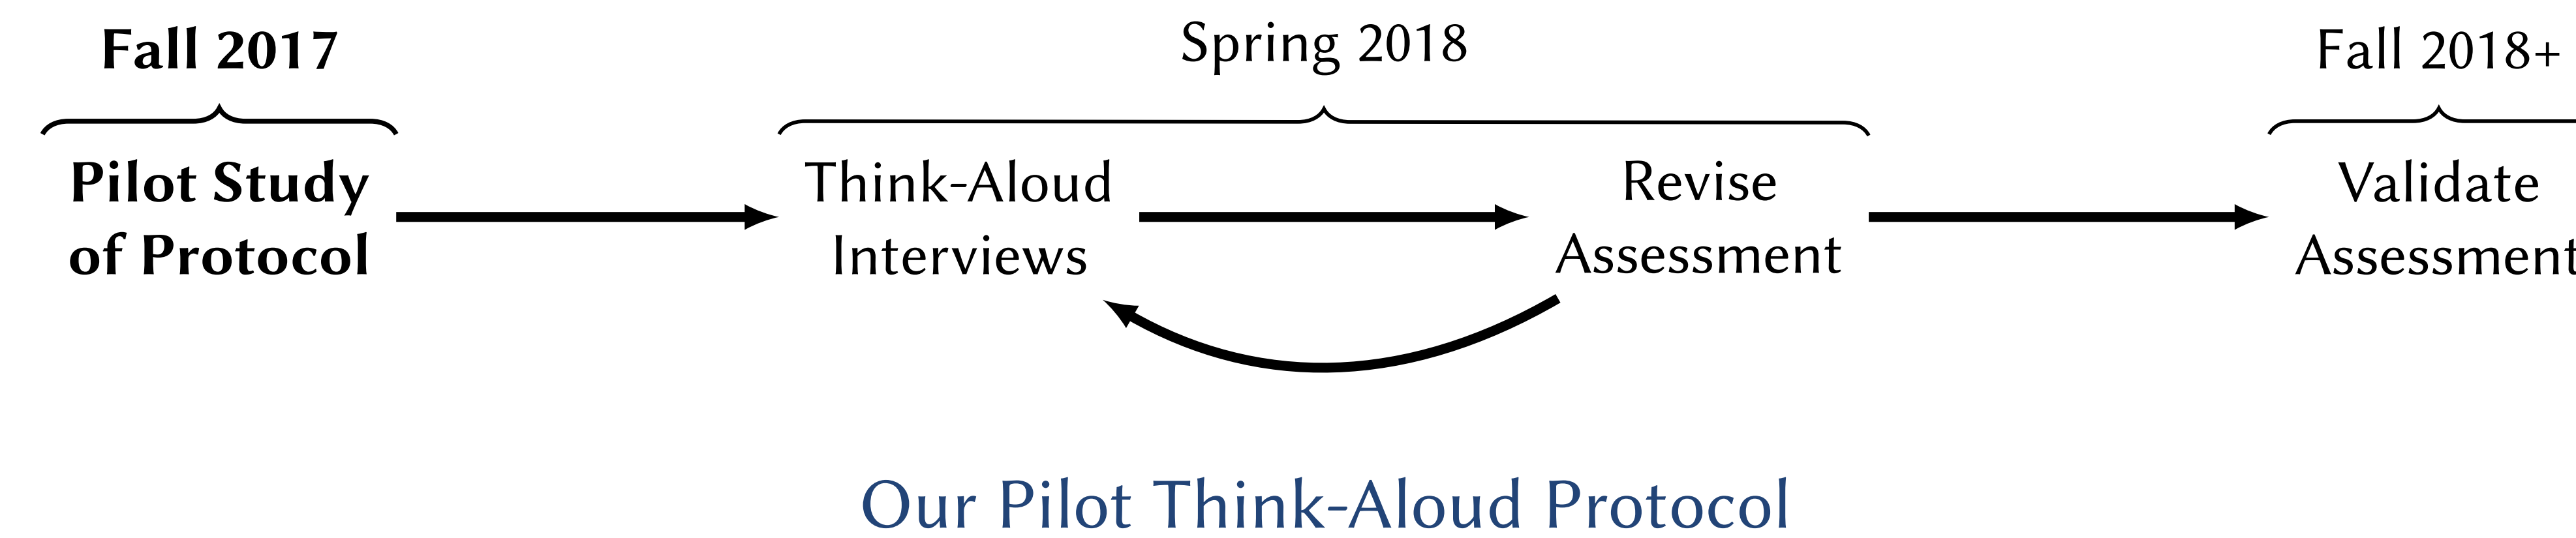 Fall 2017
Spring 2018
Fall 2018+
Pilot Study
of Protocol
Think-Aloud
Interviews
Revise
Assessment
Validate
Assessment
Our Pilot Think-Aloud Protocol